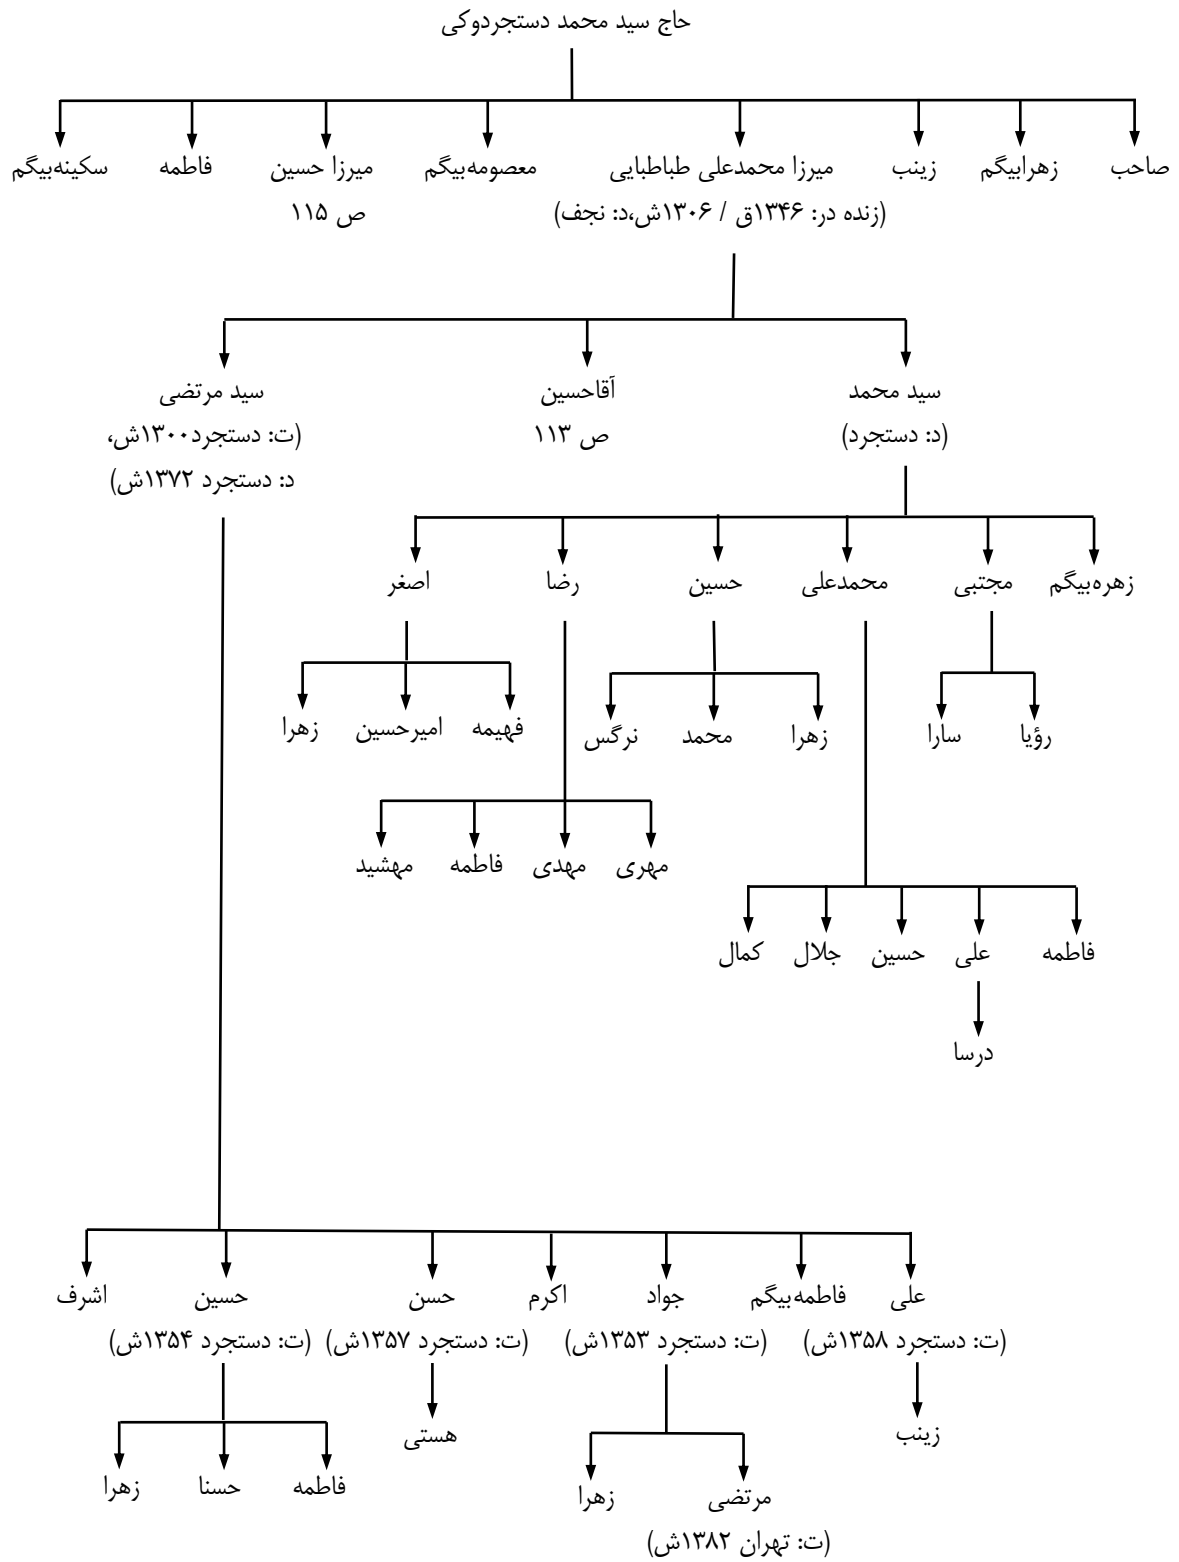 حاج سید محمد دستجردوکی
صاحب زهرابیگم زینب میرزا محمدعلی طباطبایی معصومه‌بیگم میرزا حسین فاطمه سکینه‌بیگم
(زنده در: ۱۳۴۶ق / ۱۳۰۶ش،د: نجف) ص ۱۱۵
سید محمد آقاحسین سید مرتضی
(د: دستجرد) ص ۱۱۳ (ت: دستجرد۱۳۰۰ش،
د: دستجرد ۱۳۷۲ش)
زهره‌بیگم مجتبی محمدعلی حسین رضا اصغر
رؤیا سارا زهرا محمد نرگس فهیمه امیرحسین زهرا
مهری مهدی فاطمه مهشید
فاطمه علی حسین جلال کمال
درسا
علی فاطمه‌بیگم جواد اکرم حسن حسین اشرف
(ت: دستجرد ۱۳۵۸ش) (ت: دستجرد ۱۳۵۳ش) (ت: دستجرد ۱۳۵۷ش) (ت: دستجرد ۱۳۵۴ش)
زینب هستی
مرتضی زهرا فاطمه حسنا زهرا
(ت: تهران ۱۳۸۲ش)